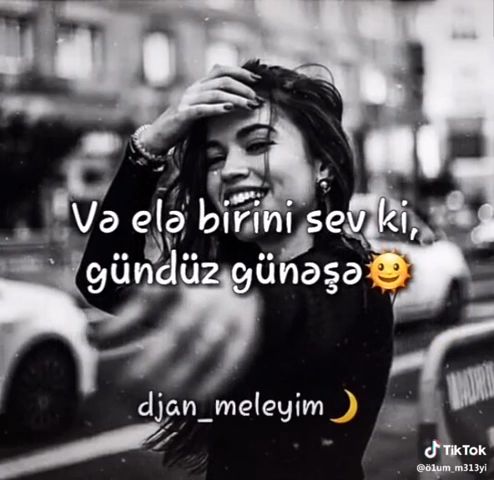 Və elə birini sev ki,
gündüz günəşə🌞
djan_meleyim🌙
TikTok
@ö1um_m313yi